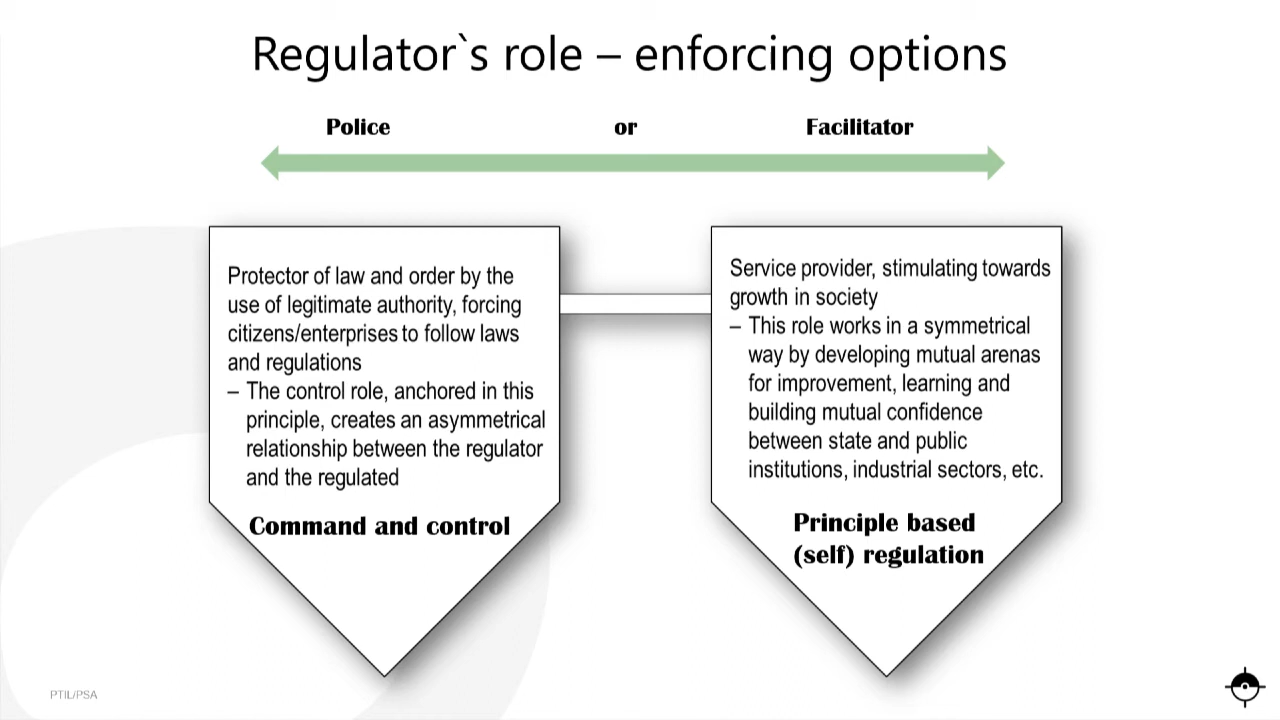 Regulator`s role – enforcing options
Police or Facilitator
Protector of law and order by the
use of legitimate authority, forcing
citizens/enterprises to follow laws
and regulations
– The control role, anchored in this
principle, creates an asymmetrical
relationship between the regulator
and the regulated
Command and control
Service provider, stimulating towards
growth in society
– This role works in a symmetrical
way by developing mutual arenas
for improvement, learning and
building mutual confidence
between state and public
institutions, industrial sectors, etc.
Principle based
(self) regulation
PTIL/PSA